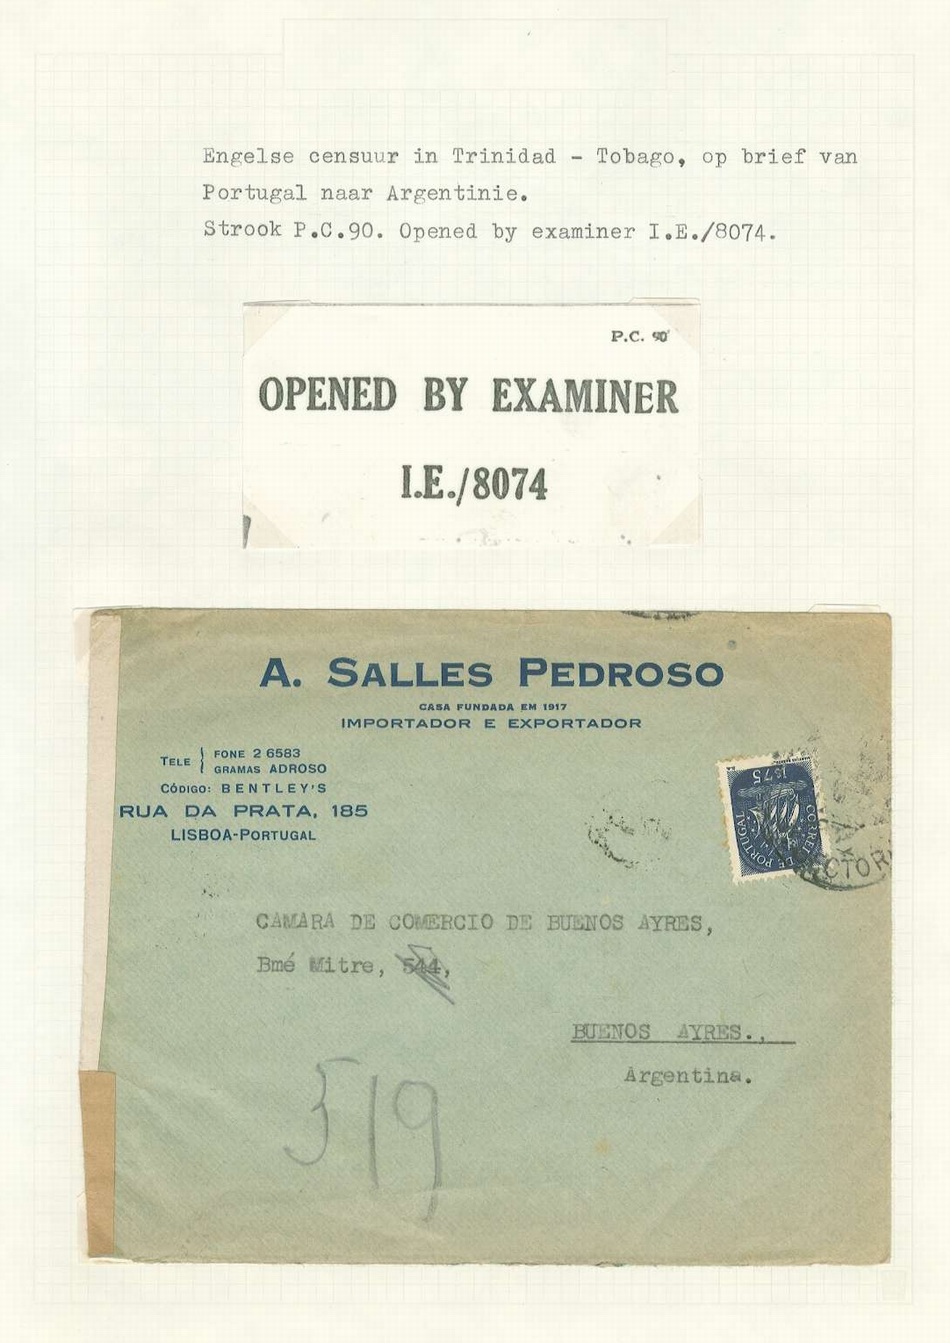 Engelse censuur in Trinidad - Tobago, op brief van
Portugal naar Argentinie.
Strook P.C.90. Opened by examiner I.E./8074.
P.C. 90
OPENED BY EXAMINER
I.E./8074
A. SALLES PEDROSO
CASA FUNDADA EM 1917
IMPORTADOR E EXPORTADOR
TELE { FONE 2 6583
GRAMAS ADROSO
CÓDIGO: BENTLEY'S
RUA DA PRATA, 185
LISBOA-PORTUGAL
1$75
CORREIO DE PORTUGAL
CTOR
CAMARA DE COMERCIO DE BUENOS AYRES,
Bmé Mitre, 544,
BUENOS AYRES.,
Argentina.
519